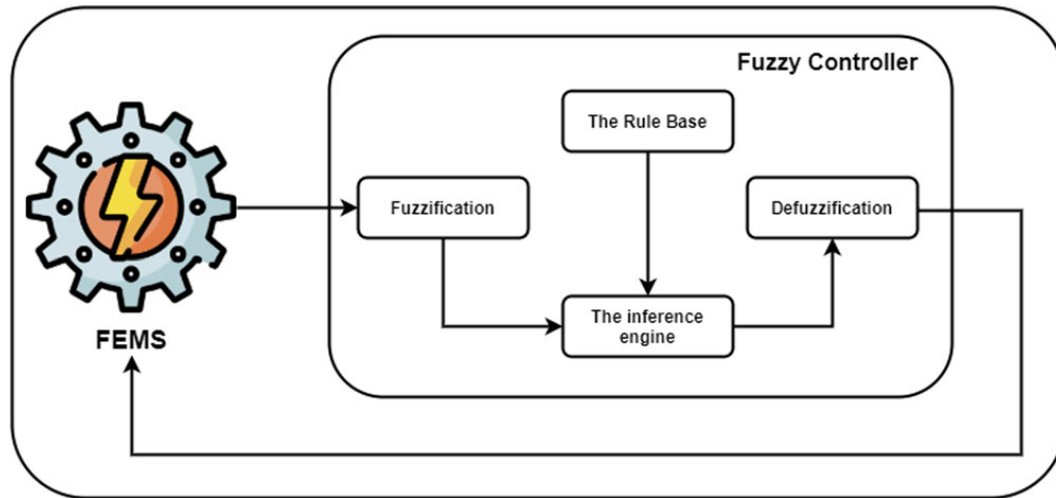 Fuzzy Controller
The Rule Base
Fuzzification
Defuzzification
The inference
engine
FEMS